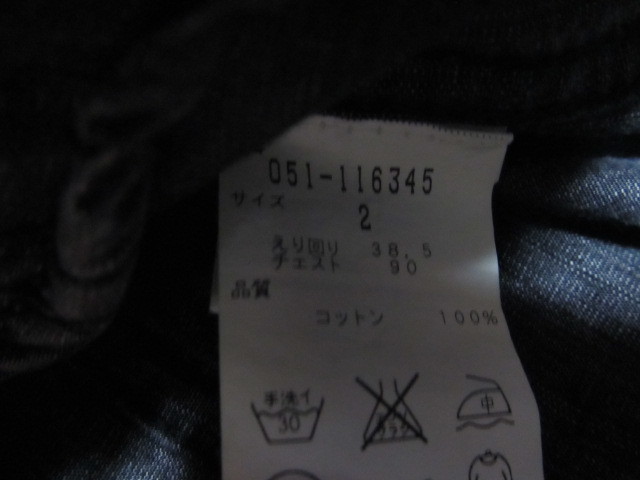 051-116345
サイズ
2
えり回り 38.5
チェスト 90
品質
コットン 100%
手洗イ
30
中